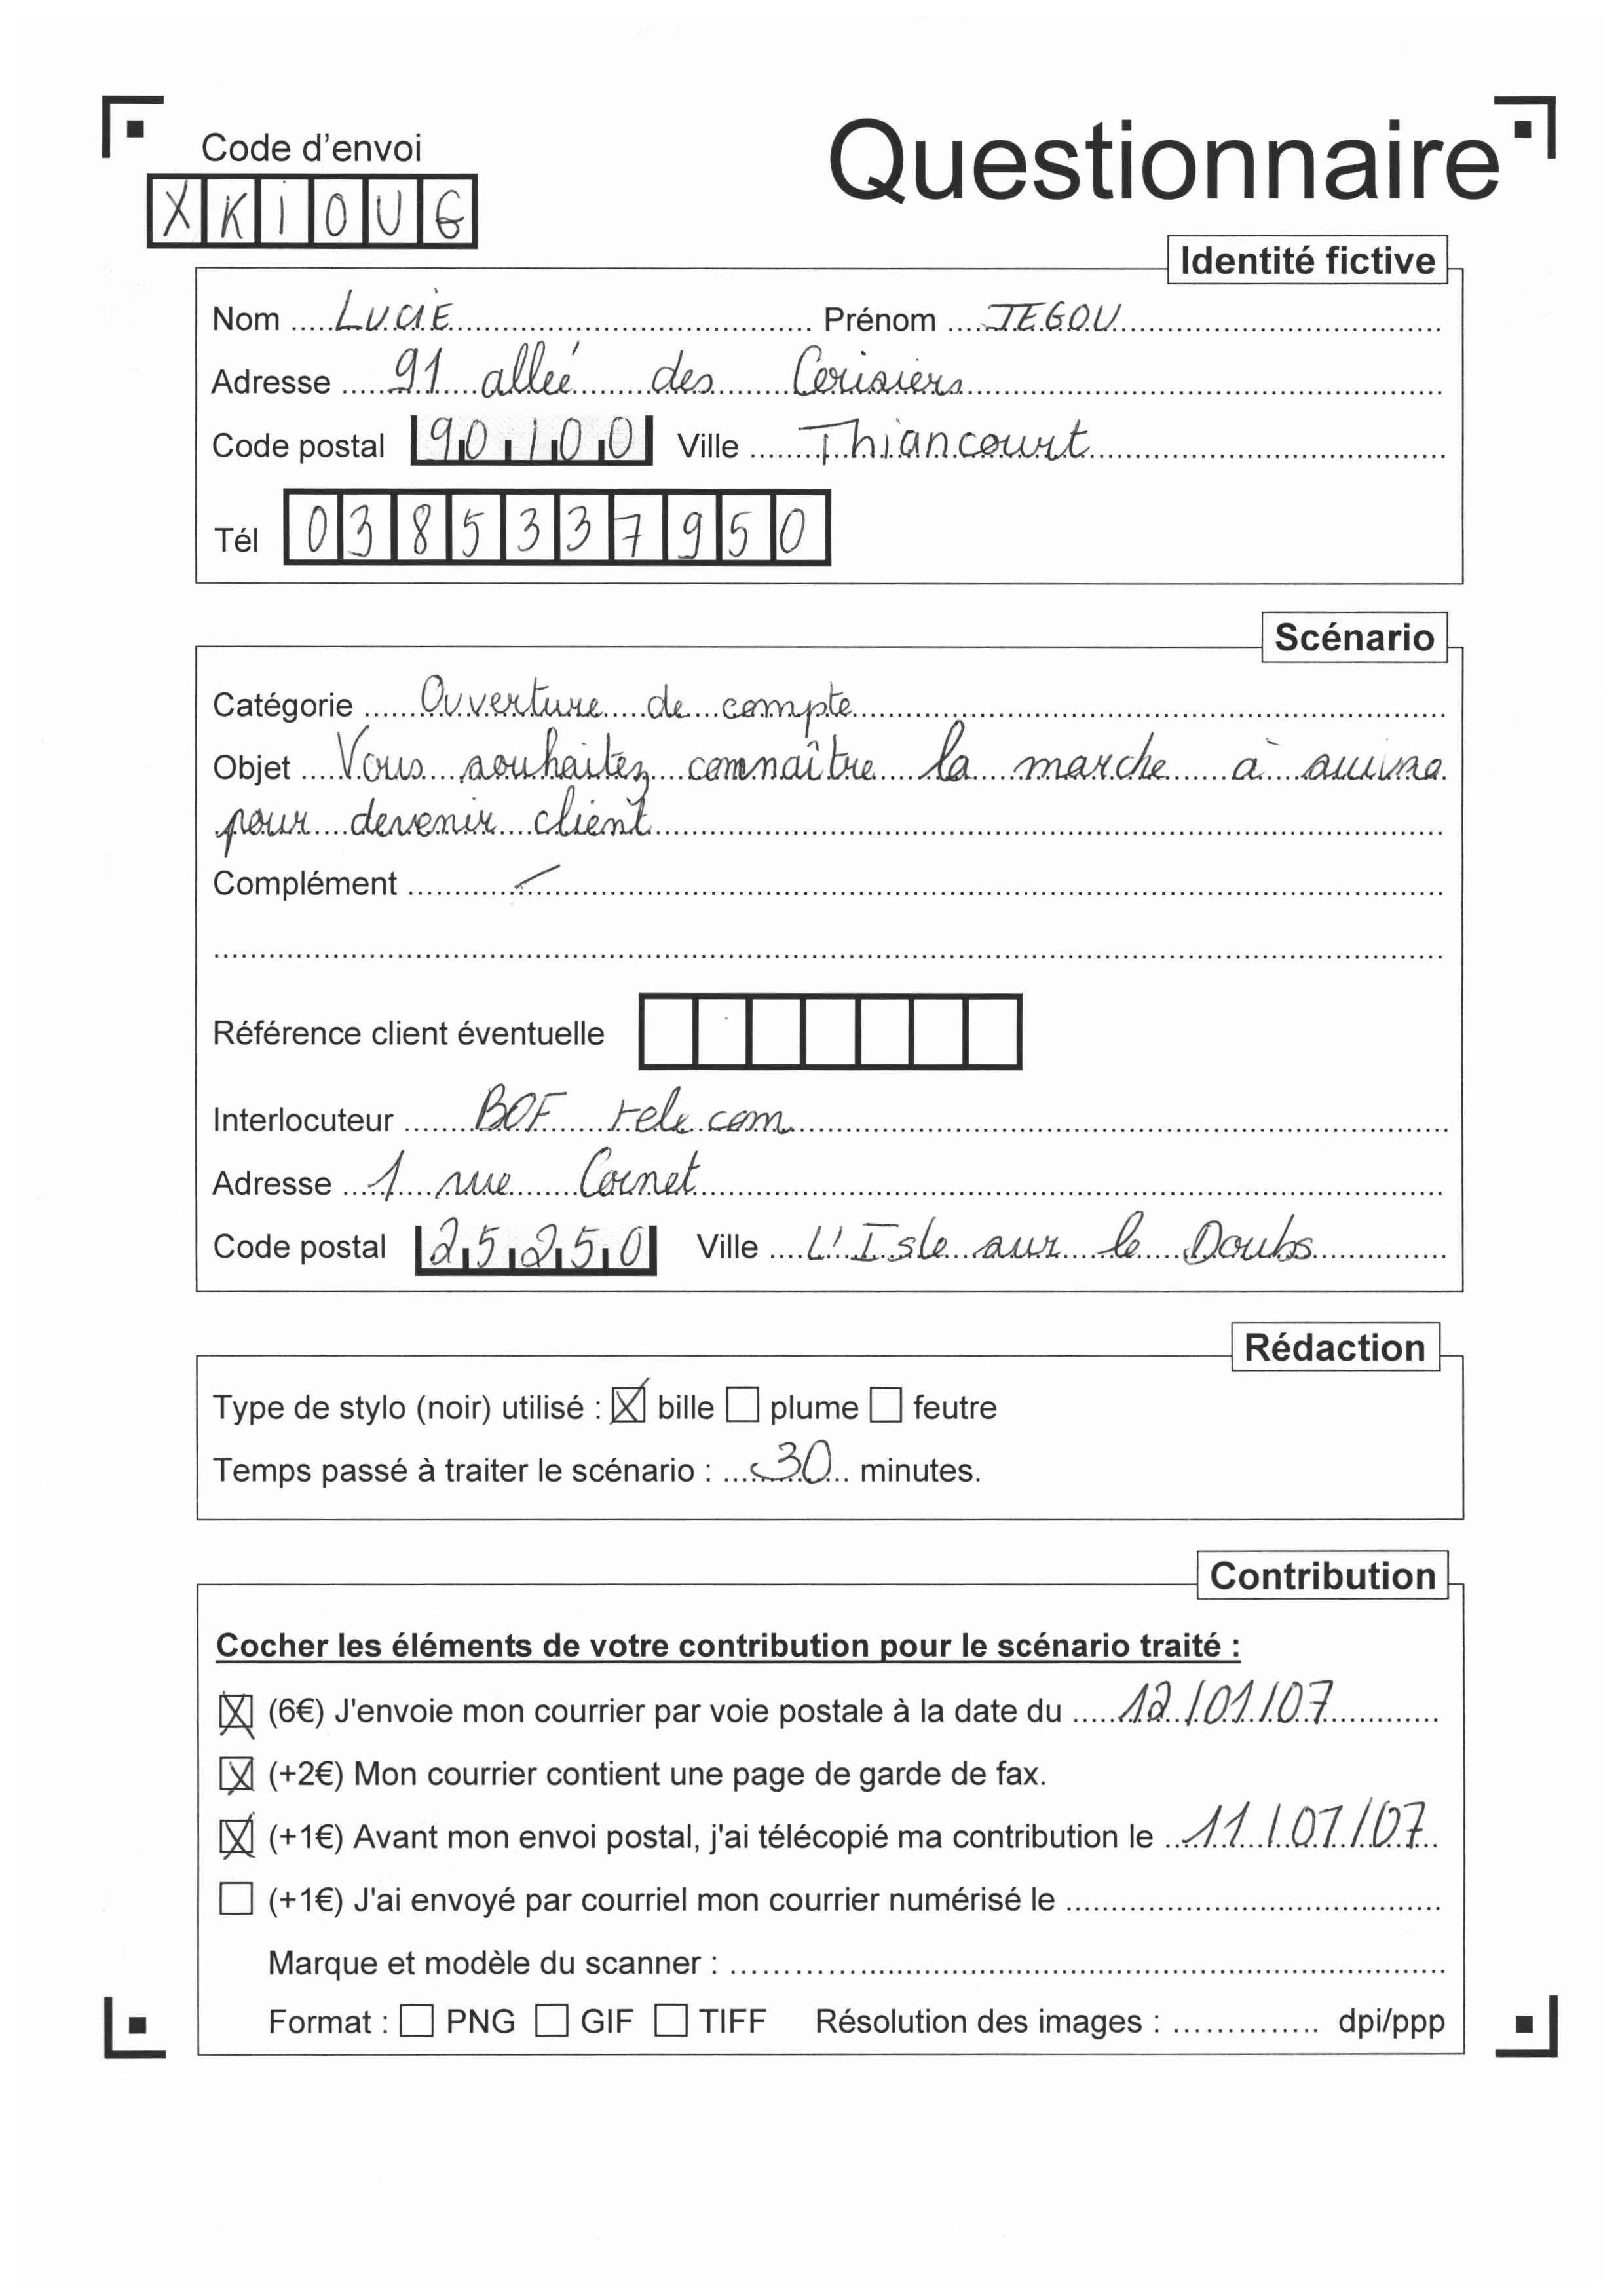 Code d'envoi
Questionnaire
XKIOUG
Identité fictive
Nom LUCIE Prénom JEGOU
Adresse 91 allée des Cerisiers
Code postal 90100 Ville Thiancourt
Tél 0385337950
Scénario
Catégorie Ouverture de compte
Objet Vous souhaitez connaître la marche à suivre
pour devenir client
Complément —
Référence client éventuelle
Interlocuteur BOF telecom
Adresse 1 rue Cornet
Code postal 25250 Ville L'Isle sur le Doubs
Rédaction
Type de stylo (noir) utilisé : ☒ bille ☐ plume ☐ feutre
Temps passé à traiter le scénario : 30 minutes.
Contribution
Cocher les éléments de votre contribution pour le scénario traité :
☒ (6€) J'envoie mon courrier par voie postale à la date du 12/01/07
☒ (+2€) Mon courrier contient une page de garde de fax.
☒ (+1€) Avant mon envoi postal, j'ai télécopié ma contribution le 11/01/07
☐ (+1€) J'ai envoyé par courriel mon courrier numérisé le
Marque et modèle du scanner :
Format : ☐ PNG ☐ GIF ☐ TIFF Résolution des images : dpi/ppp